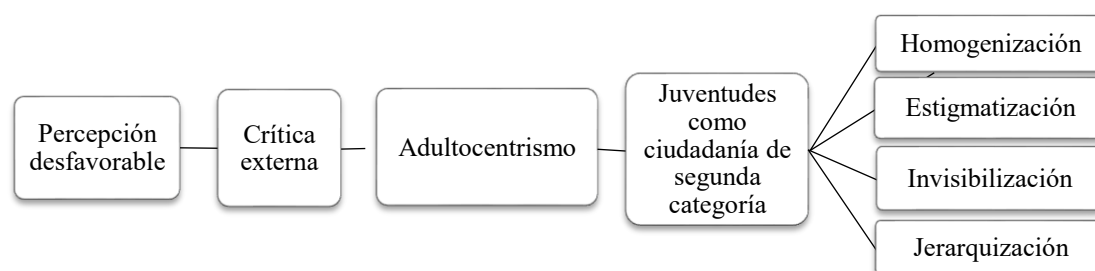 Percepción
desfavorable
Crítica
externa
Adultocentrismo
Juventudes
como
ciudadanía de
segunda
categoría
Homogenización
Estigmatización
Invisibilización
Jerarquización